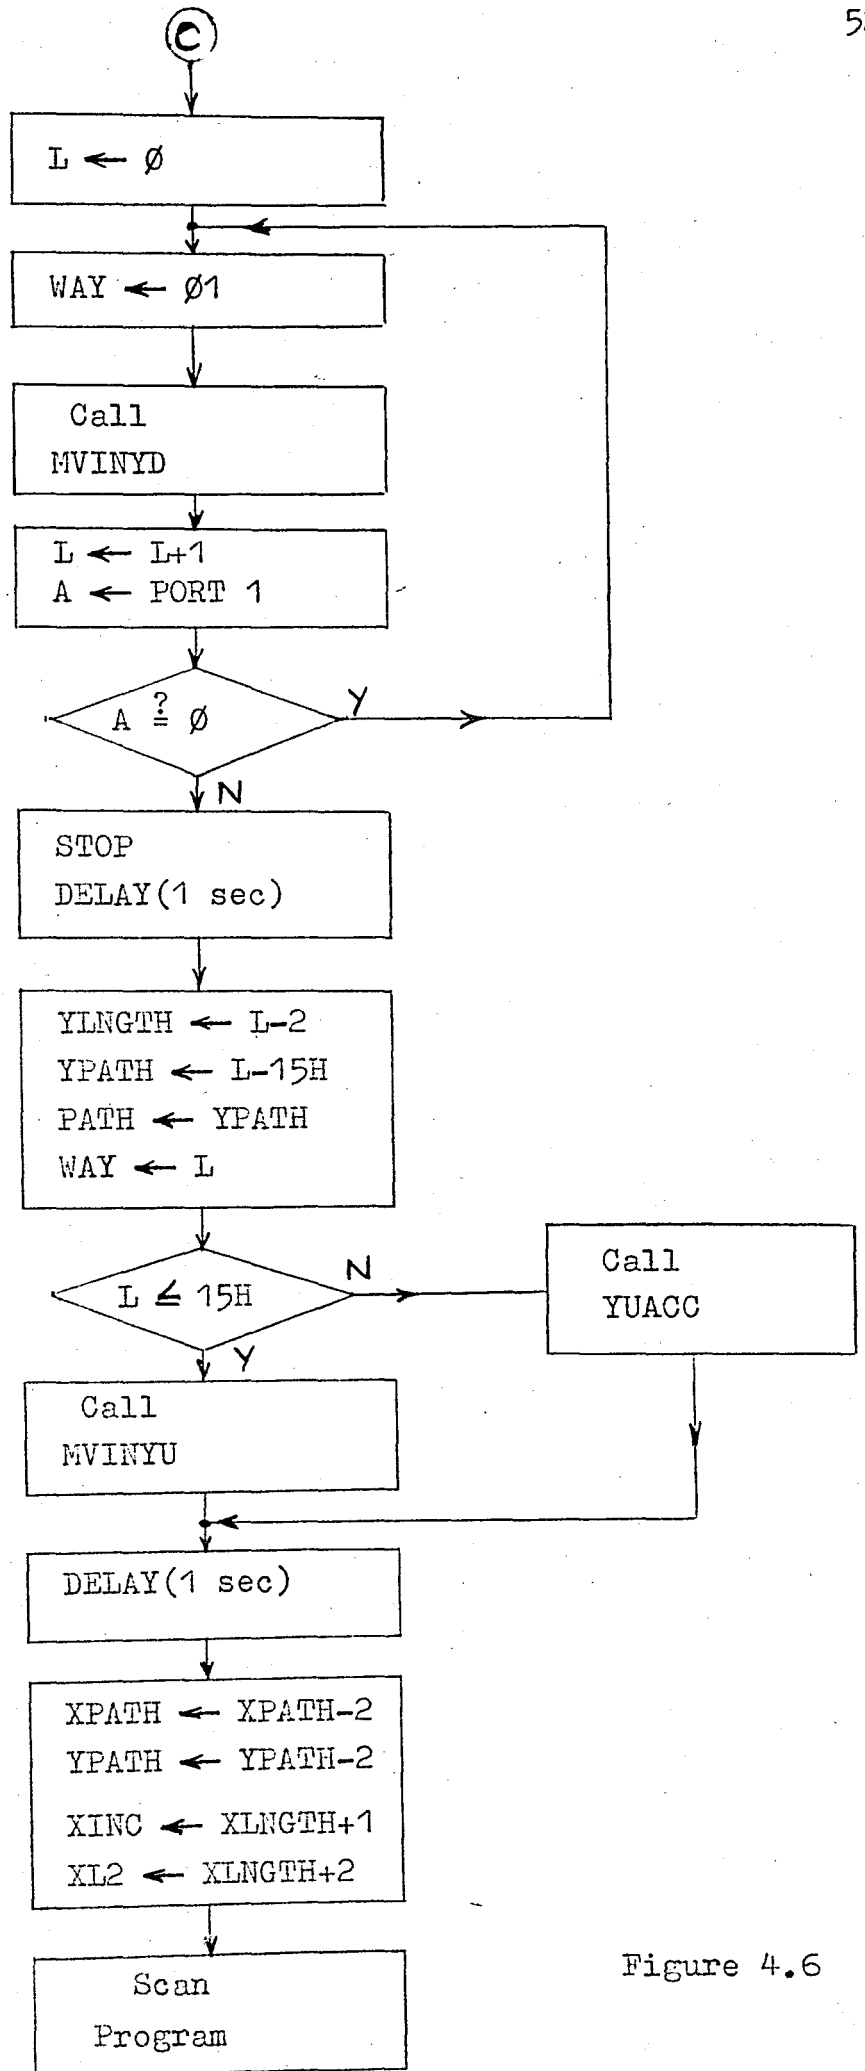 C
L ← Ø
WAY ← Ø1
Call
MVINYD
L ← L+1
A ← PORT 1
A ≟ Ø
Y
N
STOP
DELAY(1 sec)
YLNGTH ← L-2
YPATH ← L-15H
PATH ← YPATH
WAY ← L
L ≤ 15H
N
Y
Call
YUACC
Call
MVINYU
DELAY(1 sec)
XPATH ← XPATH-2
YPATH ← YPATH-2
XINC ← XLNGTH+1
XL2 ← XLNGTH+2
Scan
Program
Figure 4.6